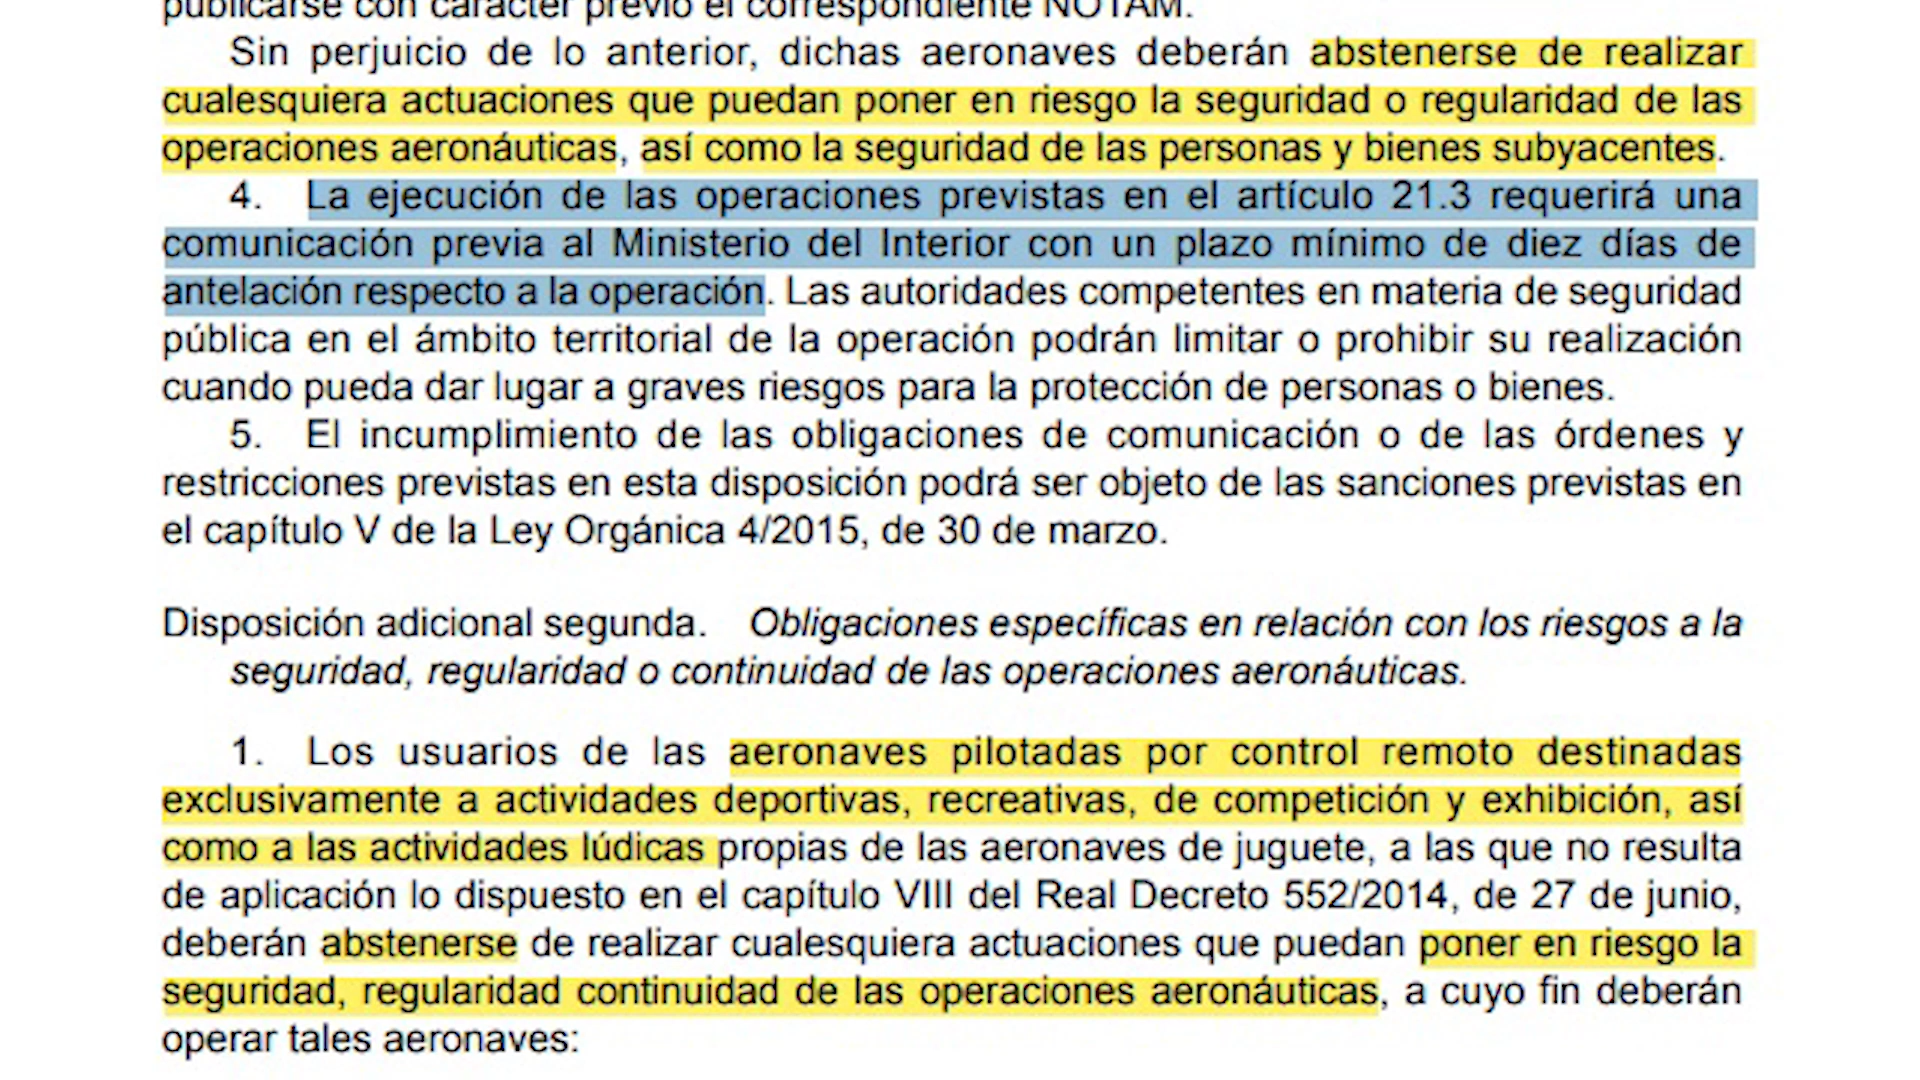 publicarse con carácter previo el correspondiente NOTAM.
Sin perjuicio de lo anterior, dichas aeronaves deberán abstenerse de realizar
cualesquiera actuaciones que puedan poner en riesgo la seguridad o regularidad de las
operaciones aeronáuticas, así como la seguridad de las personas y bienes subyacentes.
4. La ejecución de las operaciones previstas en el artículo 21.3 requerirá una
comunicación previa al Ministerio del Interior con un plazo mínimo de diez días de
antelación respecto a la operación. Las autoridades competentes en materia de seguridad
pública en el ámbito territorial de la operación podrán limitar o prohibir su realización
cuando pueda dar lugar a graves riesgos para la protección de personas o bienes.
5. El incumplimiento de las obligaciones de comunicación o de las órdenes y
restricciones previstas en esta disposición podrá ser objeto de las sanciones previstas en
el capítulo V de la Ley Orgánica 4/2015, de 30 de marzo.
Disposición adicional segunda. Obligaciones específicas en relación con los riesgos a la
seguridad, regularidad o continuidad de las operaciones aeronáuticas.
1. Los usuarios de las aeronaves pilotadas por control remoto destinadas
exclusivamente a actividades deportivas, recreativas, de competición y exhibición, así
como a las actividades lúdicas propias de las aeronaves de juguete, a las que no resulta
de aplicación lo dispuesto en el capítulo VIII del Real Decreto 552/2014, de 27 de junio,
deberán abstenerse de realizar cualesquiera actuaciones que puedan poner en riesgo la
seguridad, regularidad continuidad de las operaciones aeronáuticas, a cuyo fin deberán
operar tales aeronaves: